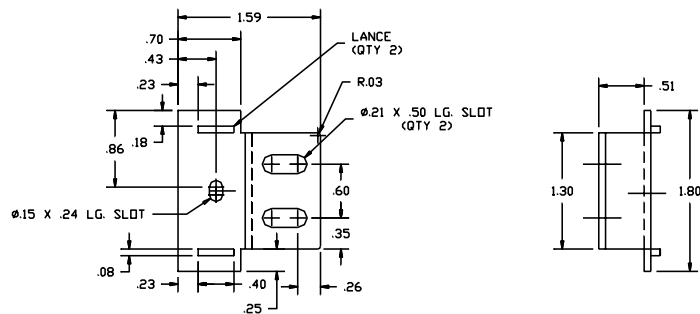 1.59
.70
.43
.23
LANCE
(QTY 2)
R.03
Ø.21 X .50 LG. SLOT
(QTY 2)
.86
.18
.60
.35
Ø.15 X .24 LG. SLOT
.08
.23
.40
.25
.26
.51
1.30
1.80